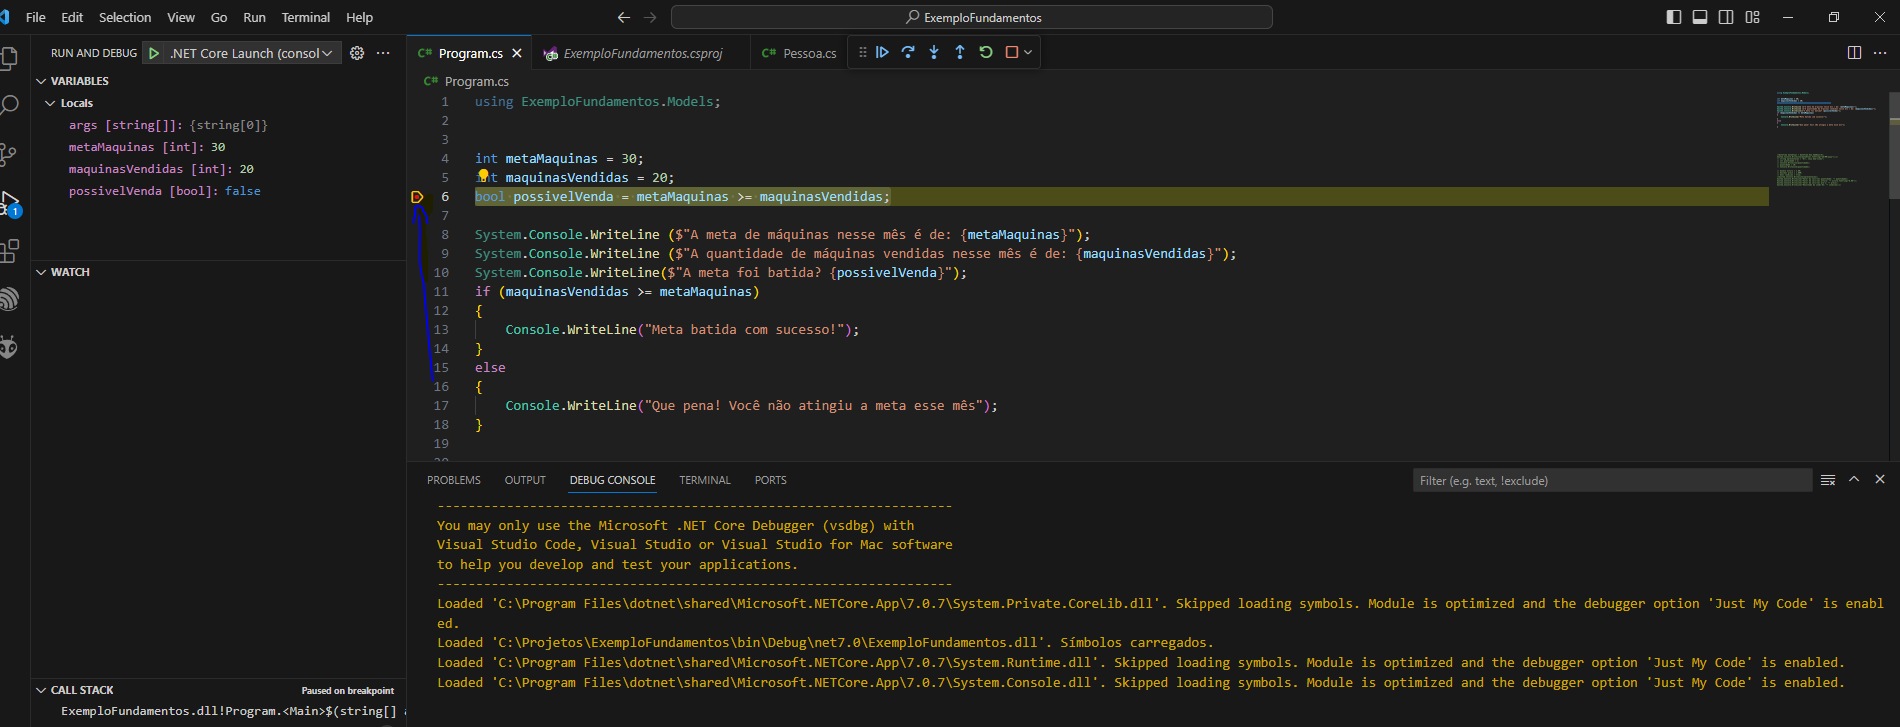 File Edit Selection View Go Run Terminal Help
ExemploFundamentos
RUN AND DEBUG .NET Core Launch (consol
VARIABLES
Locals
args [string[]]: {string[0]}
metaMaquinas [int]: 30
maquinasVendidas [int]: 20
possivelVenda [bool]: false
WATCH
CALL STACK Paused on breakpoint
ExemploFundamentos.dll!Program.<Main>$(string[] a
1
C# Program.cs ExemploFundamentos.csproj C# Pessoa.cs
C# Program.cs
1 using ExemploFundamentos.Models;
2
3
4 int metaMaquinas = 30;
5 int maquinasVendidas = 20;
6 bool possivelVenda = metaMaquinas >= maquinasVendidas;
7
8 System.Console.WriteLine ($"A meta de máquinas nesse mês é de: {metaMaquinas}");
9 System.Console.WriteLine ($"A quantidade de máquinas vendidas nesse mês é de: {maquinasVendidas}");
10 System.Console.WriteLine($"A meta foi batida? {possivelVenda}");
11 if (maquinasVendidas >= metaMaquinas)
12 {
13 Console.WriteLine("Meta batida com sucesso!");
14 }
15 else
16 {
17 Console.WriteLine("Que pena! Você não atingiu a meta esse mês");
18 }
19
PROBLEMS OUTPUT DEBUG CONSOLE TERMINAL PORTS Filter (e.g. text, !exclude)
-------------------------------------------------------------------
You may only use the Microsoft .NET Core Debugger (vsdbg) with
Visual Studio Code, Visual Studio or Visual Studio for Mac software
to help you develop and test your applications.
-------------------------------------------------------------------
Loaded 'C:\Program Files\dotnet\shared\Microsoft.NETCore.App\7.0.7\System.Private.CoreLib.dll'. Skipped loading symbols. Module is optimized and the debugger option 'Just My Code' is enabl
ed.
Loaded 'C:\Projetos\ExemploFundamentos\bin\Debug\net7.0\ExemploFundamentos.dll'. Símbolos carregados.
Loaded 'C:\Program Files\dotnet\shared\Microsoft.NETCore.App\7.0.7\System.Runtime.dll'. Skipped loading symbols. Module is optimized and the debugger option 'Just My Code' is enabled.
Loaded 'C:\Program Files\dotnet\shared\Microsoft.NETCore.App\7.0.7\System.Console.dll'. Skipped loading symbols. Module is optimized and the debugger option 'Just My Code' is enabled.